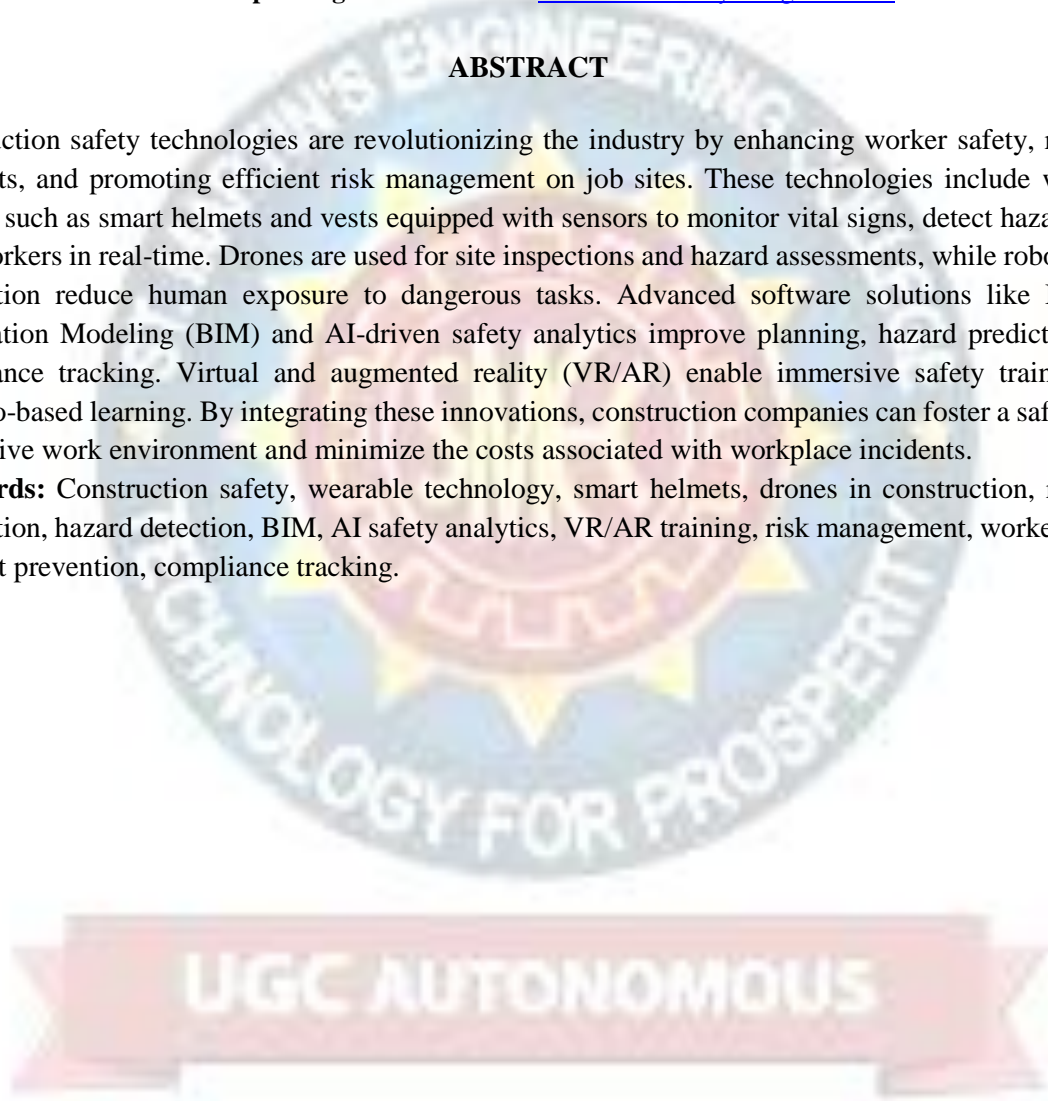 ABSTRACT
uction safety technologies are revolutionizing the industry by enhancing worker safety,
ts, and promoting efficient risk management on job sites. These technologies include
such as smart helmets and vests equipped with sensors to monitor vital signs, detect haza
orkers in real-time. Drones are used for site inspections and hazard assessments, while robo
tion reduce human exposure to dangerous tasks. Advanced software solutions like
ation Modeling (BIM) and AI-driven safety analytics improve planning, hazard predict
ance tracking. Virtual and augmented reality (VR/AR) enable immersive safety train
o-based learning. By integrating these innovations, construction companies can foster a saf
ive work environment and minimize the costs associated with workplace incidents.
rds: Construction safety, wearable technology, smart helmets, drones in construction,
tion, hazard detection, BIM, AI safety analytics, VR/AR training, risk management, worke
t prevention, compliance tracking.
ENGINEERING
TECHNOLOGY FOR PROSPERITY
UGC AUTONOMOUS